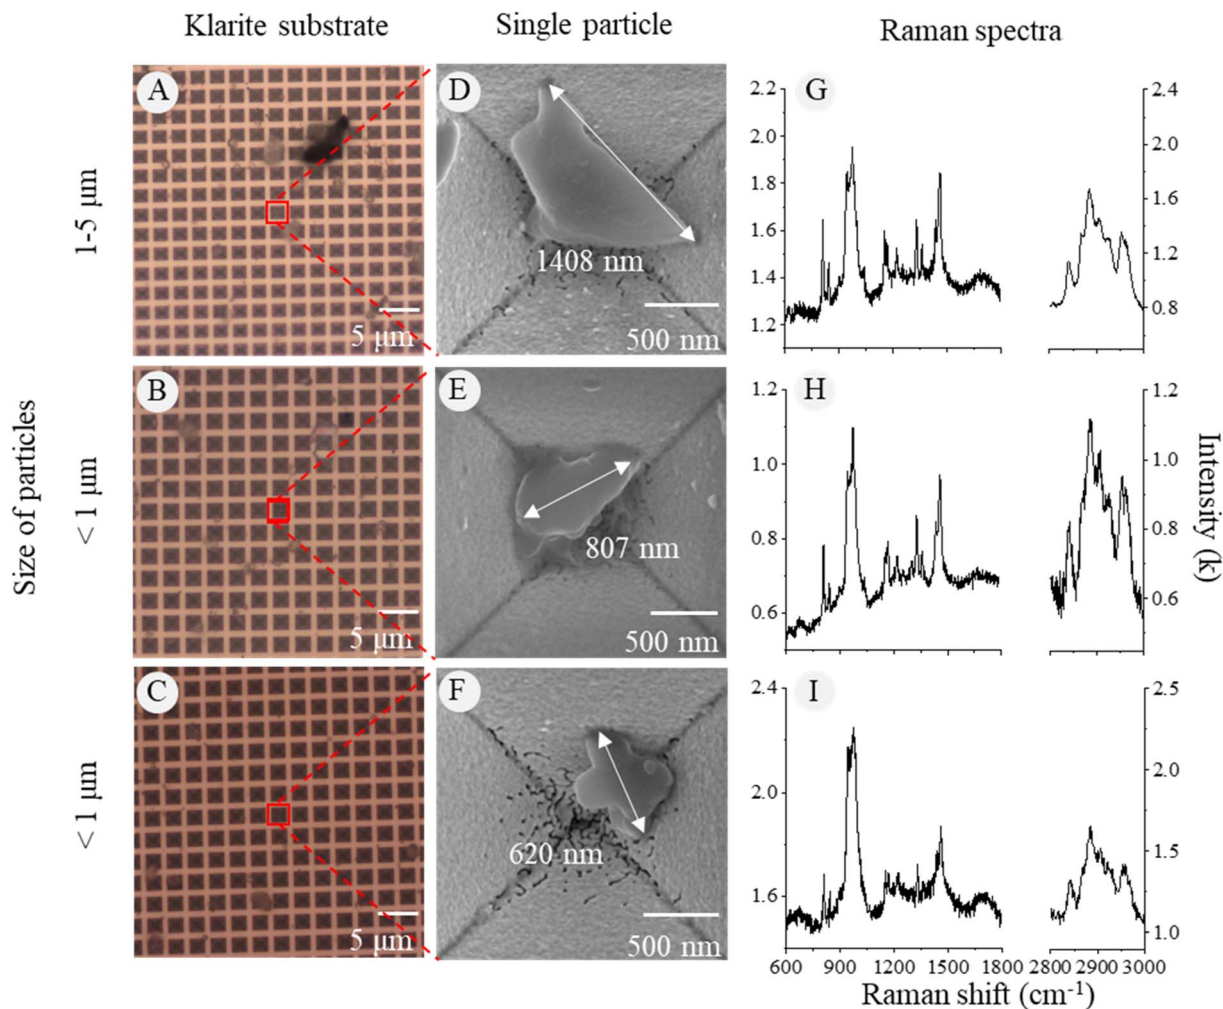 Klarite substrate
Single particle
Raman spectra
Size of particles
1-5 µm
A
5 µm
D
1408 nm
500 nm
G
2.2
2.0
1.8
1.6
1.4
1.2
2.4
2.0
1.6
1.2
0.8
< 1 µm
B
5 µm
E
807 nm
500 nm
H
1.2
1.0
0.8
0.6
1.2
1.0
0.8
0.6
Intensity (k)
< 1 µm
C
5 µm
F
620 nm
500 nm
I
2.4
2.0
1.6
2.5
2.0
1.5
1.0
600 900 1200 1500 1800 2800 2900 3000
Raman shift (cm⁻¹)